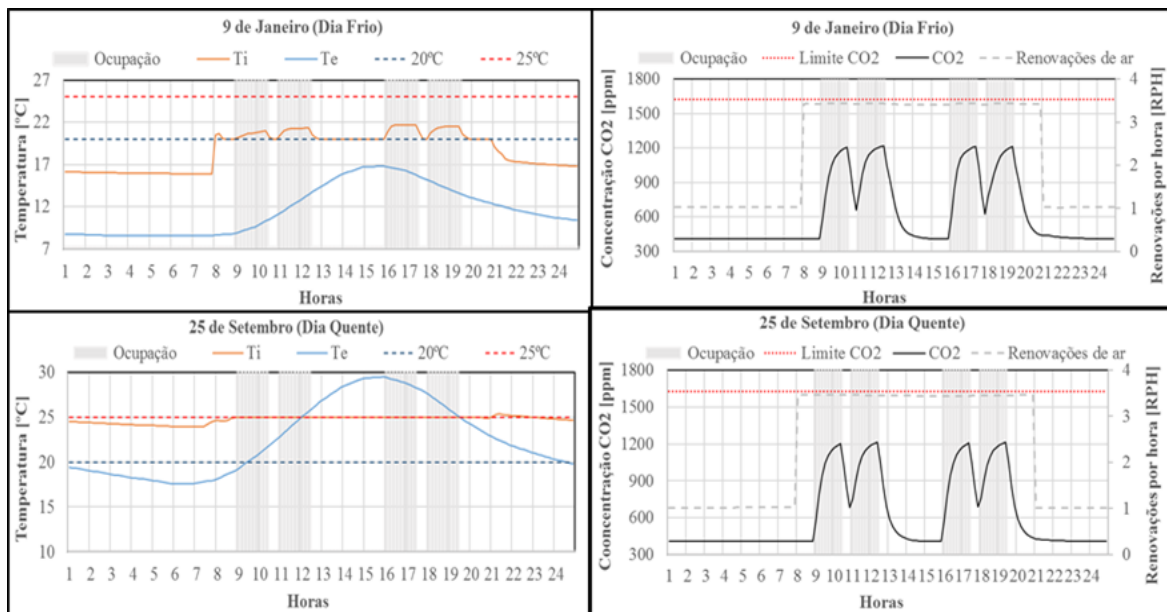 9 de Janeiro (Dia Frio)
Ocupação Ti Te 20ºC 25ºC
Temperatura [ºC]
27
22
17
12
7
1 2 3 4 5 6 7 8 9 10 11 12 13 14 15 16 17 18 19 20 21 22 23 24
Horas
9 de Janeiro (Dia Frio)
Ocupação Limite CO2 CO2 Renovações de ar
Concentração CO2 [ppm]
1800
1500
1200
900
600
300
4
3
2
1
0
Renovações por hora [RPH]
1 2 3 4 5 6 7 8 9 10 11 12 13 14 15 16 17 18 19 20 21 22 23 24
Horas
25 de Setembro (Dia Quente)
Ocupação Ti Te 20ºC 25ºC
Temperatura [ºC]
30
25
20
15
10
1 2 3 4 5 6 7 8 9 10 11 12 13 14 15 16 17 18 19 20 21 22 23 24
Horas
25 de Setembro (Dia Quente)
Ocupação Limite CO2 CO2 Renovações de ar
Cooncentração CO2 [ppm]
1800
1500
1200
900
600
300
4
3
2
1
0
Renovações por hora [RPH]
1 2 3 4 5 6 7 8 9 10 11 12 13 14 15 16 17 18 19 20 21 22 23 24
Horas